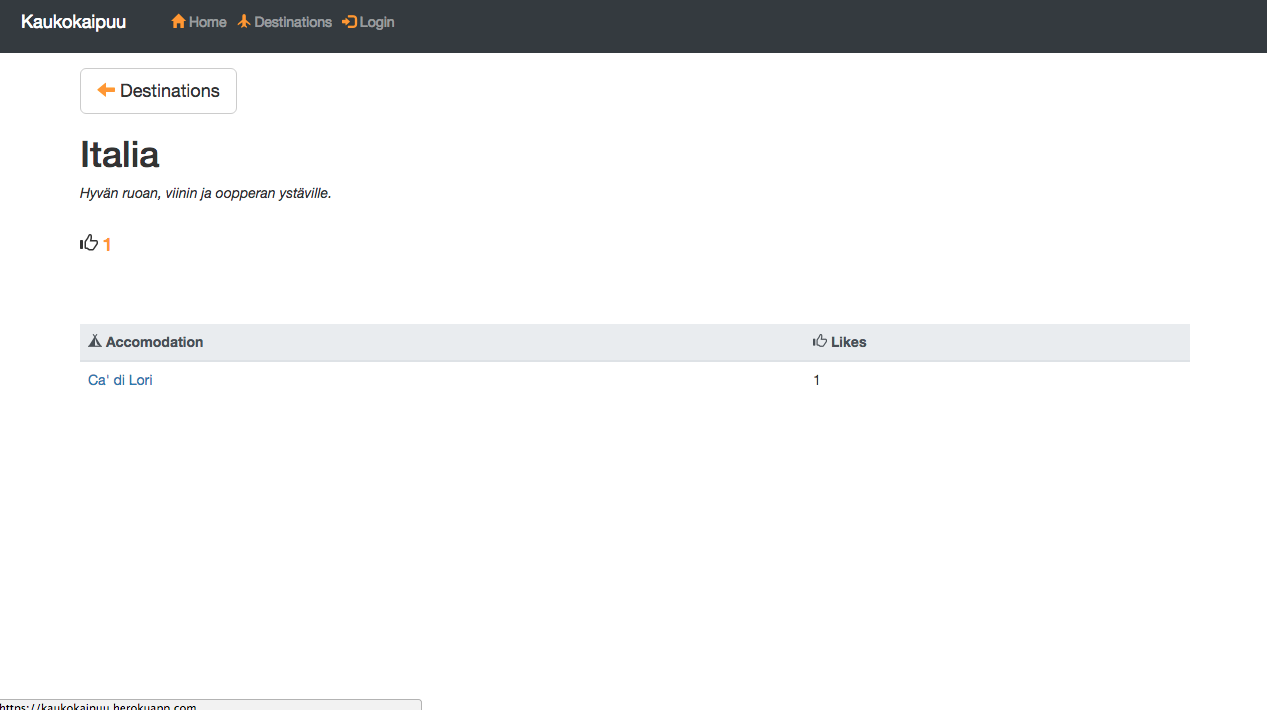 Kaukokaipuu Home Destinations Login
Destinations
Italia
Hyvän ruoan, viinin ja oopperan ystäville.
1
Accomodation Likes
Ca' di Lori 1
https://kaukokaipuu.herokuapp.com